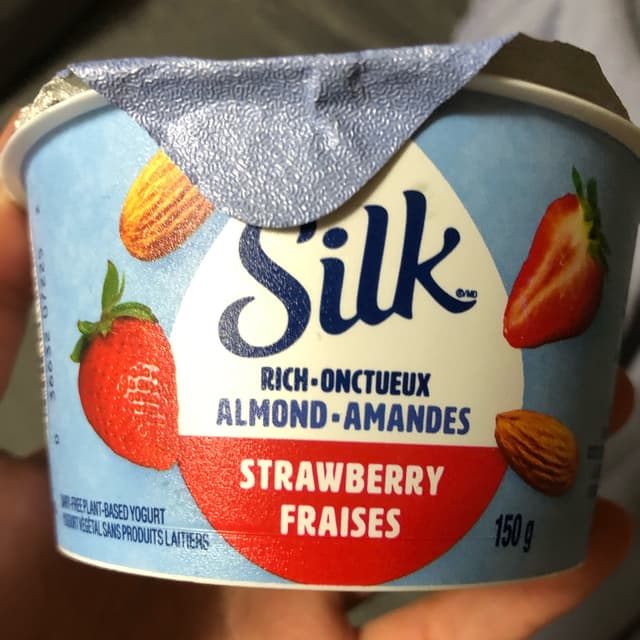 Silk
RICH•ONCTUEUX
ALMOND•AMANDES
STRAWBERRY
FRAISES
DAIRY-FREE PLANT-BASED YOGURT
YOGOURT VÉGÉTAL SANS PRODUITS LAITIERS
150 g